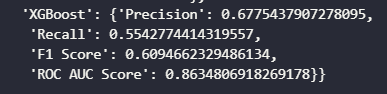 'XGBoost': {'Precision': 0.6775437907278095,
'Recall': 0.5542774414319557,
'F1 Score': 0.6094662329486134,
'ROC AUC Score': 0.8634806918269178}}